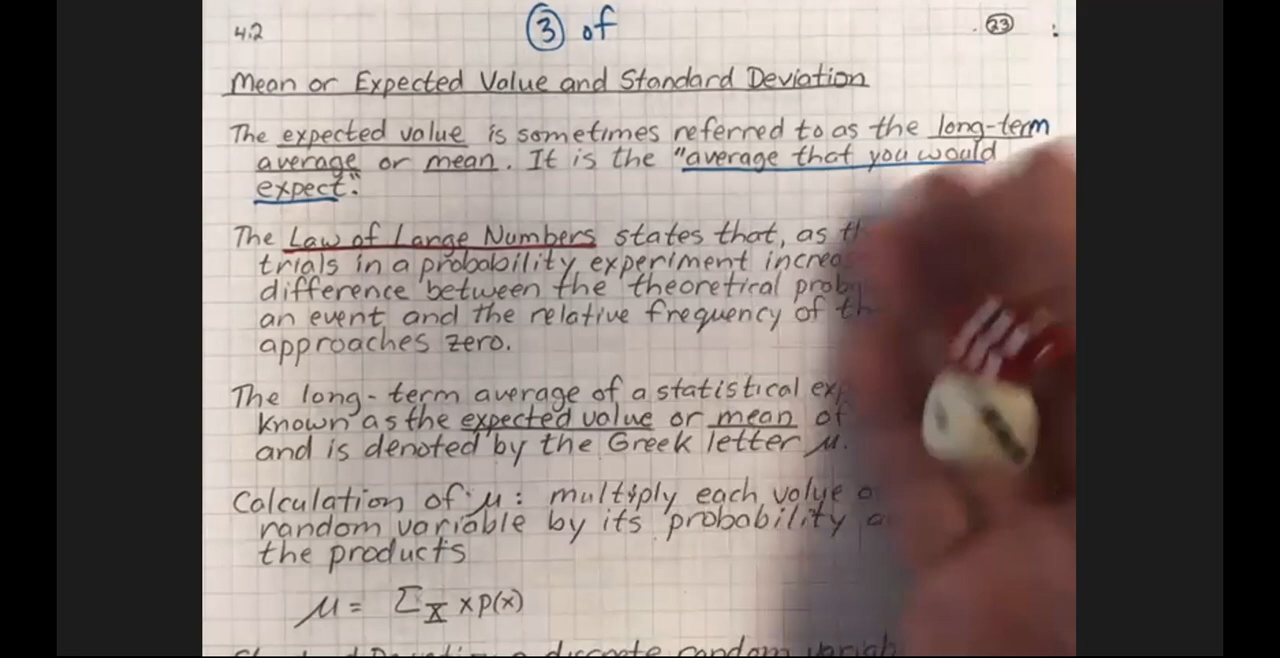 4.2 ③ of ㉓ :
Mean or Expected Value and Standard Deviation
The expected value is sometimes referred to as the long-term
average or mean. It is the "average that you would
expect".
The Law of Large Numbers states that, as
trials in a probability experiment
difference between the theoretical
an event and the relative frequency of
approaches zero.
The long-term average of a statistical
known as the expected value or mean of
and is denoted by the Greek letter μ.
Calculation of μ: multiply each value
random variable by its probability
the products
μ = Σ_X x p(x)
a discrete random